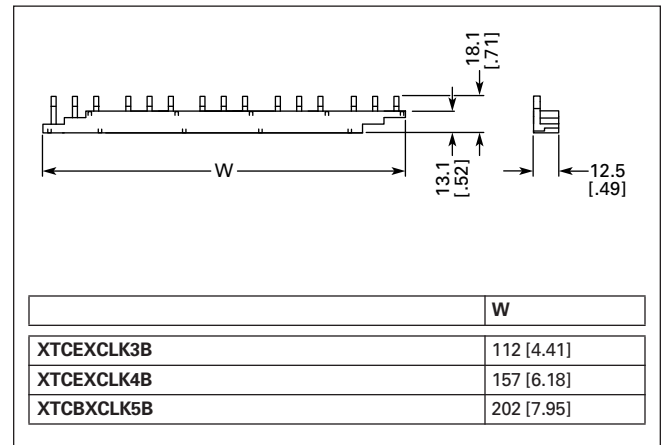 18.1
[.71]
W
13.1
[.52]
12.5
[.49]
W
XTCEXCLK3B 112 [4.41]
XTCEXCLK4B 157 [6.18]
XTCBXCLK5B 202 [7.95]